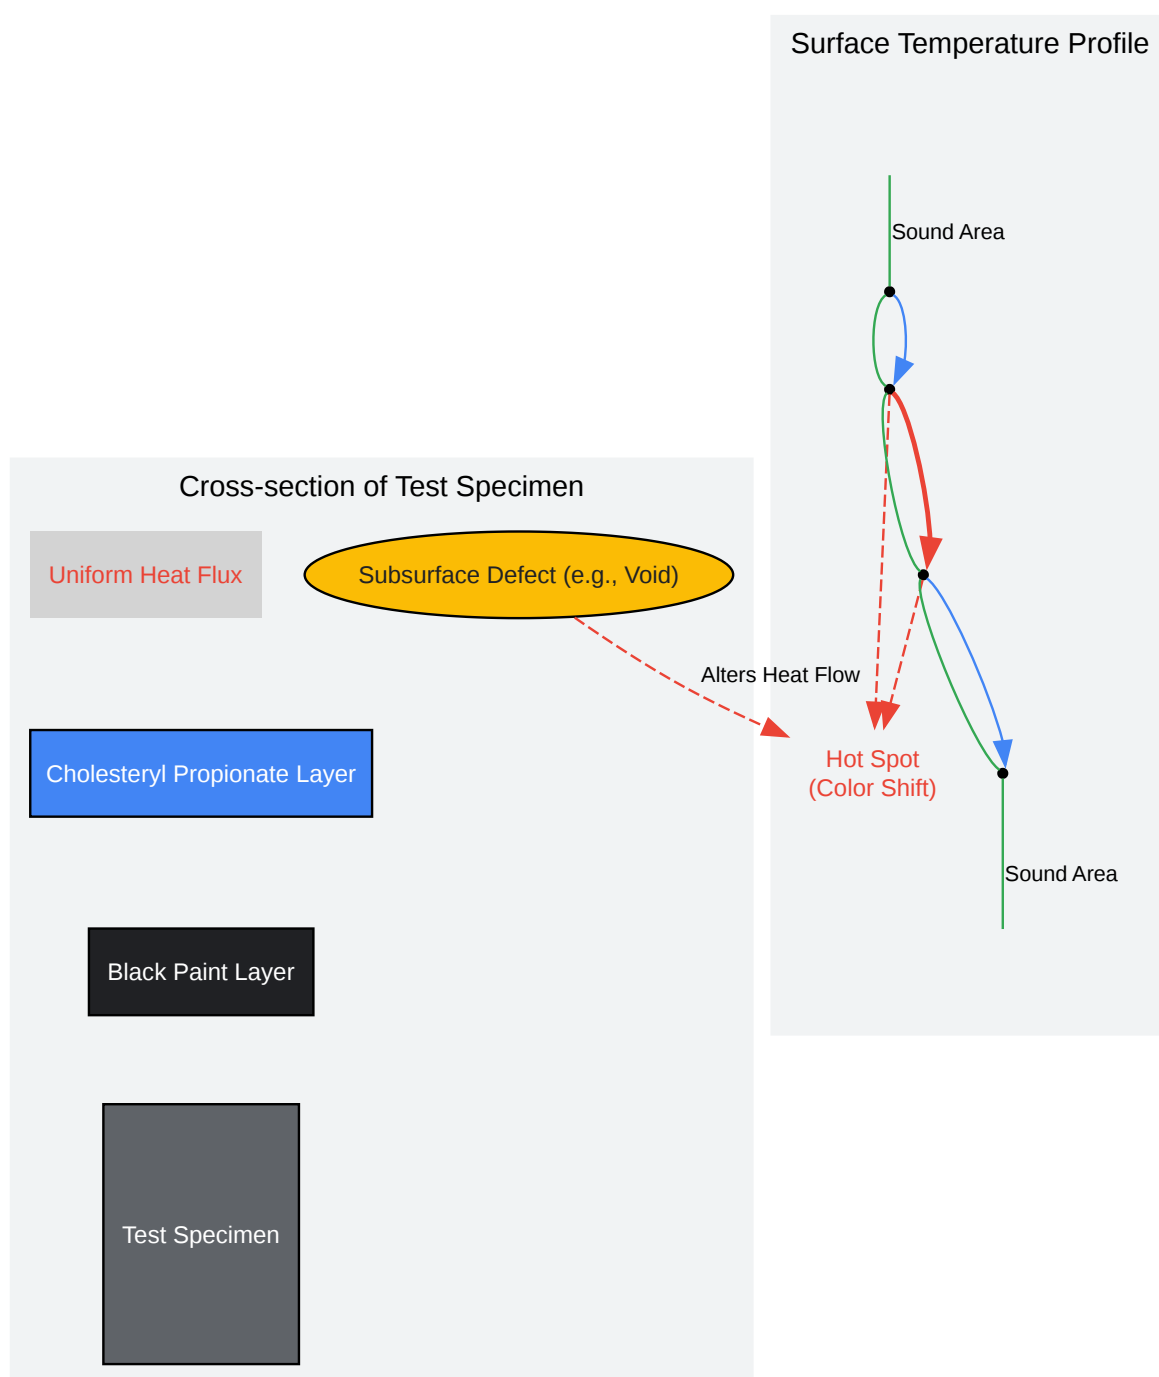 Surface Temperature Profile
Sound Area
Cross-section of Test Specimen
Uniform Heat Flux
Subsurface Defect (e.g., Void)
Alters Heat Flow
Hot Spot
(Color Shift)
Cholesteryl Propionate Layer
Sound Area
Black Paint Layer
Test Specimen